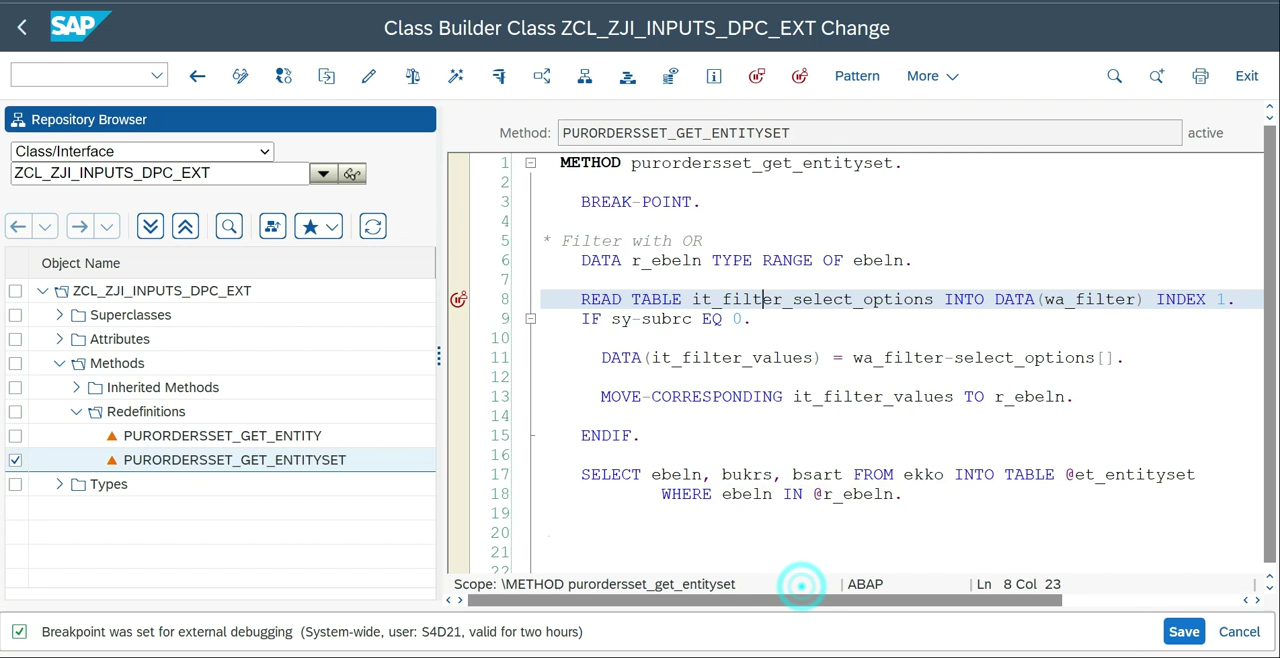 SAP
Class Builder Class ZCL_ZJI_INPUTS_DPC_EXT Change
Pattern More Exit
Repository Browser
Class/Interface
ZCL_ZJI_INPUTS_DPC_EXT
Object Name
ZCL_ZJI_INPUTS_DPC_EXT
Superclasses
Attributes
Methods
Inherited Methods
Redefinitions
PURORDERSSET_GET_ENTITY
PURORDERSSET_GET_ENTITYSET
Types
Method: PURORDERSSET_GET_ENTITYSET active
1 METHOD purordersset_get_entityset.
2
3 BREAK-POINT.
4
5 * Filter with OR
6 DATA r_ebeln TYPE RANGE OF ebeln.
7
8 READ TABLE it_filter_select_options INTO DATA(wa_filter) INDEX 1.
9 IF sy-subrc EQ 0.
10
11 DATA(it_filter_values) = wa_filter-select_options[].
12
13 MOVE-CORRESPONDING it_filter_values TO r_ebeln.
14
15 ENDIF.
16
17 SELECT ebeln, bukrs, bsart FROM ekko INTO TABLE @et_entityset
18 WHERE ebeln IN @r_ebeln.
19
20
21
22
Scope: \METHOD purordersset_get_entityset ABAP Ln 8 Col 23
Breakpoint was set for external debugging (System-wide, user: S4D21, valid for two hours) Save Cancel